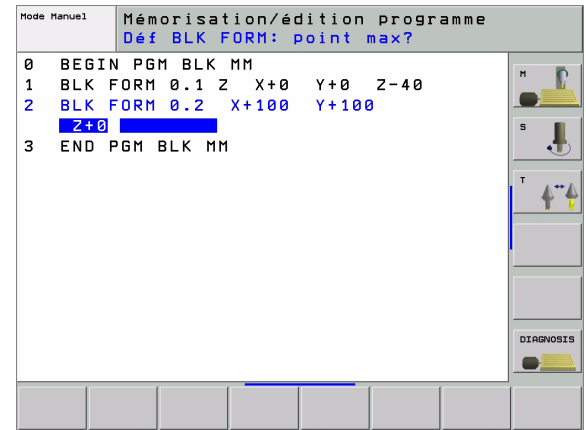 Mode Manuel
Mémorisation/édition programme
Déf BLK FORM: point max?
0 BEGIN PGM BLK MM
1 BLK FORM 0.1 Z X+0 Y+0 Z-40
2 BLK FORM 0.2 X+100 Y+100
Z+0
3 END PGM BLK MM
M
S
T
DIAGNOSIS